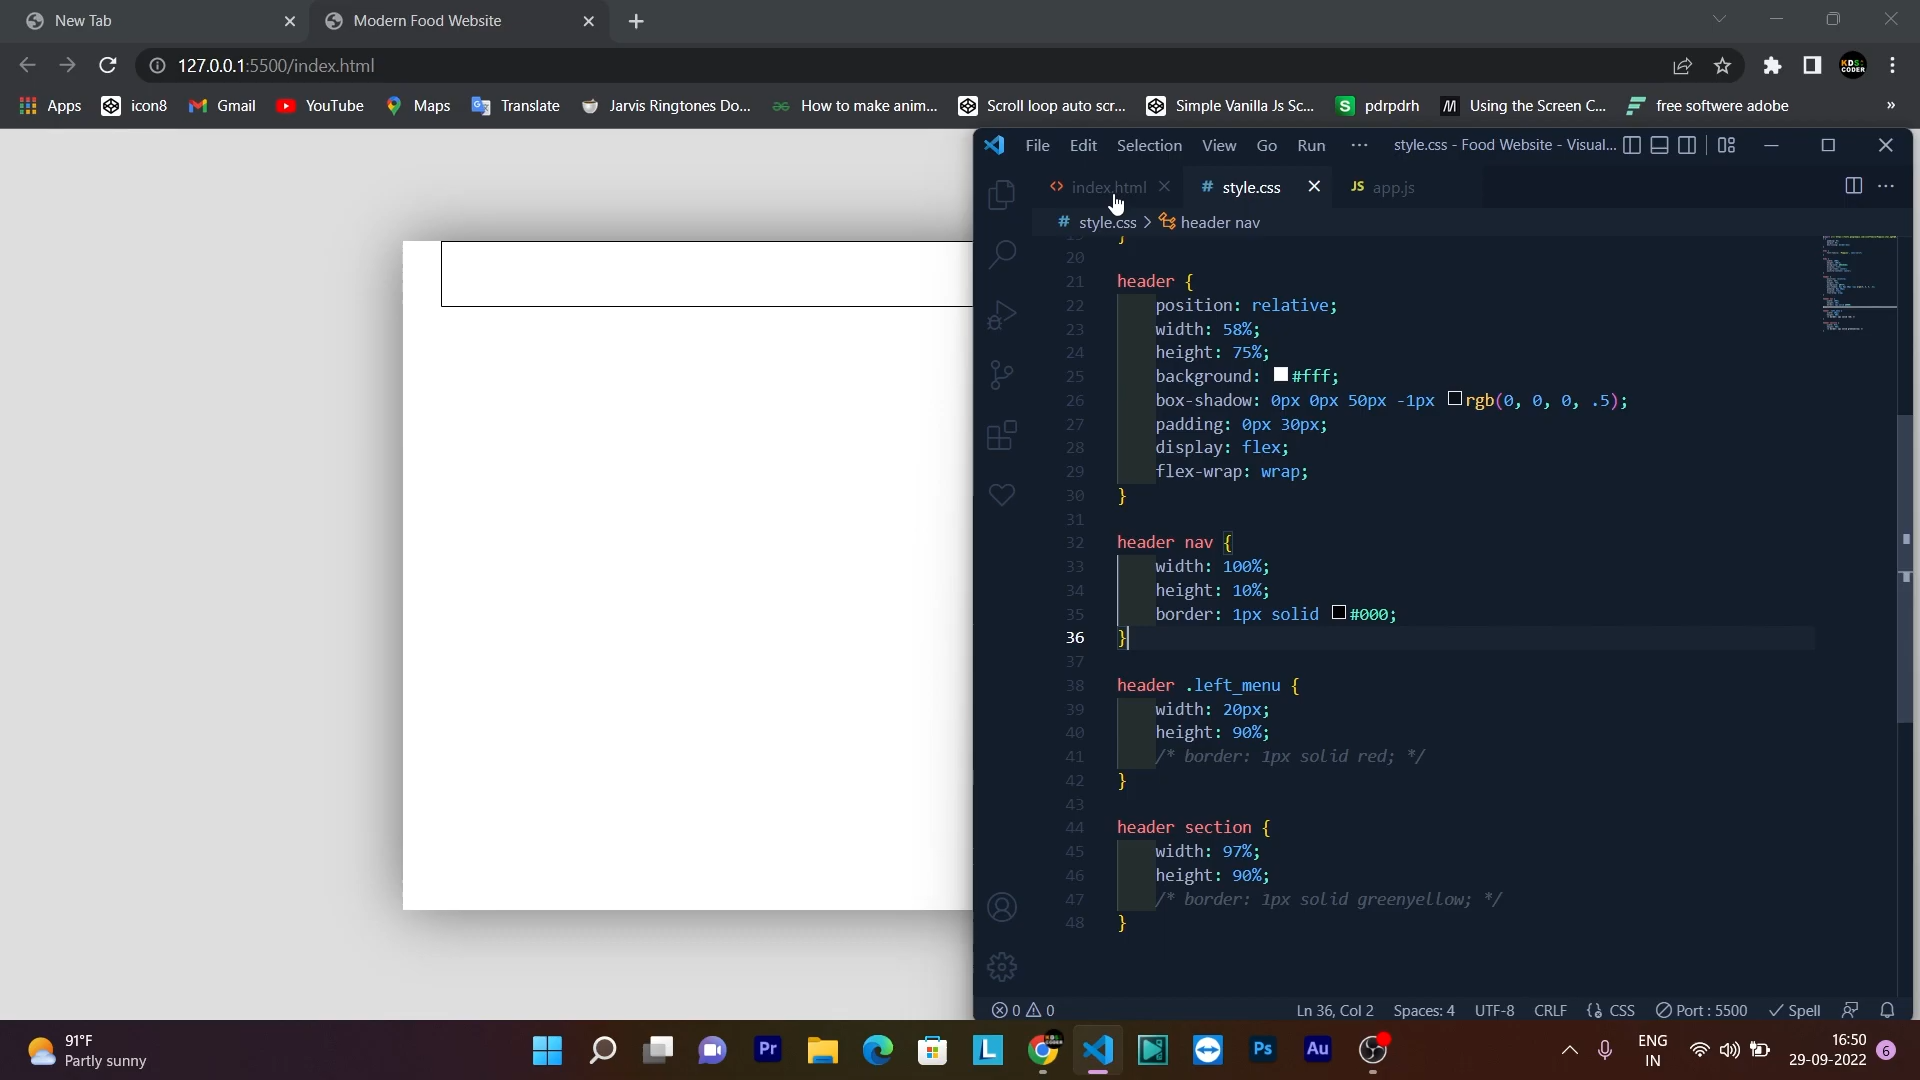 New Tab
Modern Food Website
127.0.0.1:5500/index.html
KDS:
CODER
Apps
icon8
Gmail
YouTube
Maps
Translate
Jarvis Ringtones Do...
How to make anim...
Scroll loop auto scr...
Simple Vanilla Js Sc...
S pdrpdrh
M Using the Screen C...
free softwere adobe
»
File Edit Selection View Go Run ··· style.css - Food Website - Visual...
<> index.html
# style.css
JS app.js
# style.css > header nav
}
20
21 header {
22 position: relative;
23 width: 58%;
24 height: 75%;
25 background: #fff;
26 box-shadow: 0px 0px 50px -1px rgb(0, 0, 0, .5);
27 padding: 0px 30px;
28 display: flex;
29 flex-wrap: wrap;
30 }
31
32 header nav {
33 width: 100%;
34 height: 10%;
35 border: 1px solid #000;
36 }
37
38 header .left_menu {
39 width: 20px;
40 height: 90%;
41 /* border: 1px solid red; */
42 }
43
44 header section {
45 width: 97%;
46 height: 90%;
47 /* border: 1px solid greenyellow; */
48 }
0 0
Ln 36, Col 2
Spaces: 4
UTF-8
CRLF
{} CSS
Port : 5500
Spell
91°F
Partly sunny
Pr
L
Ps
Au
ENG
IN
16:50
29-09-2022
6